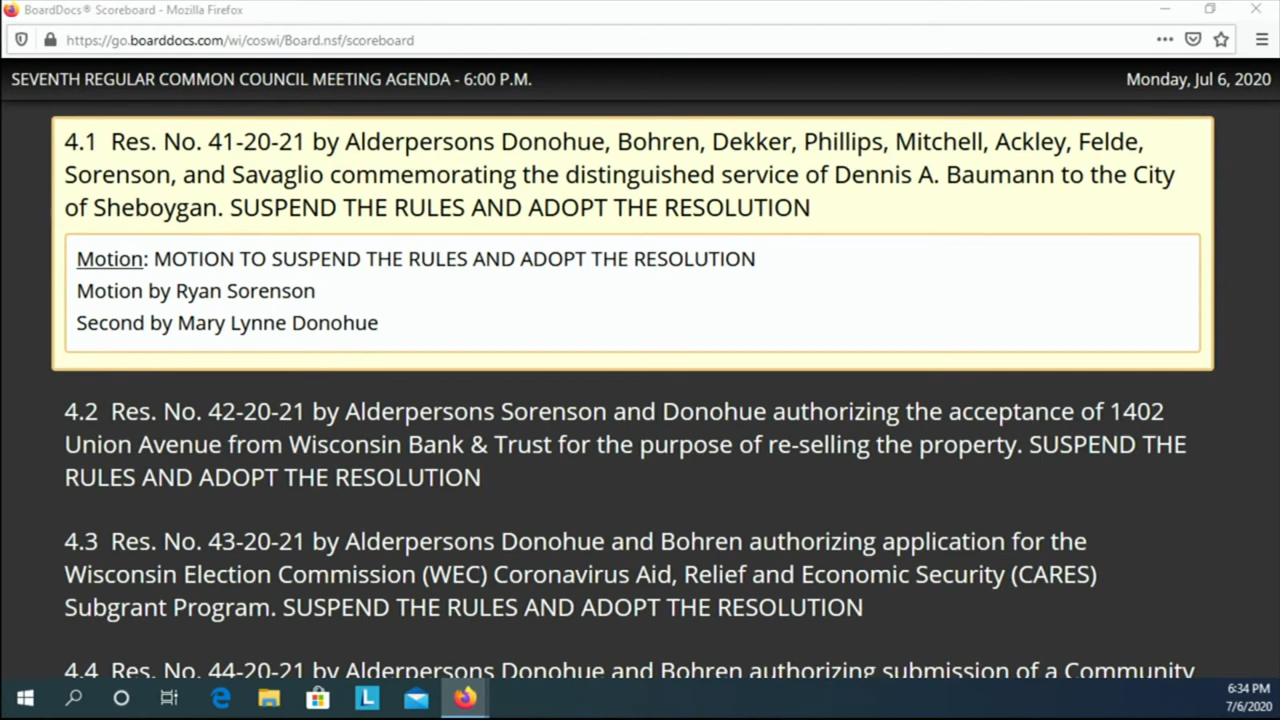 BoardDocs® Scoreboard - Mozilla Firefox
https://go.boarddocs.com/wi/coswi/Board.nsf/scoreboard
SEVENTH REGULAR COMMON COUNCIL MEETING AGENDA - 6:00 P.M. Monday, Jul 6, 2020
4.1 Res. No. 41-20-21 by Alderpersons Donohue, Bohren, Dekker, Phillips, Mitchell, Ackley, Felde,
Sorenson, and Savaglio commemorating the distinguished service of Dennis A. Baumann to the City
of Sheboygan. SUSPEND THE RULES AND ADOPT THE RESOLUTION
Motion: MOTION TO SUSPEND THE RULES AND ADOPT THE RESOLUTION
Motion by Ryan Sorenson
Second by Mary Lynne Donohue
4.2 Res. No. 42-20-21 by Alderpersons Sorenson and Donohue authorizing the acceptance of 1402
Union Avenue from Wisconsin Bank & Trust for the purpose of re-selling the property. SUSPEND THE
RULES AND ADOPT THE RESOLUTION
4.3 Res. No. 43-20-21 by Alderpersons Donohue and Bohren authorizing application for the
Wisconsin Election Commission (WEC) Coronavirus Aid, Relief and Economic Security (CARES)
Subgrant Program. SUSPEND THE RULES AND ADOPT THE RESOLUTION
4.4 Res. No. 44-20-21 by Alderpersons Donohue and Bohren authorizing submission of a Community
L
6:34 PM
7/6/2020